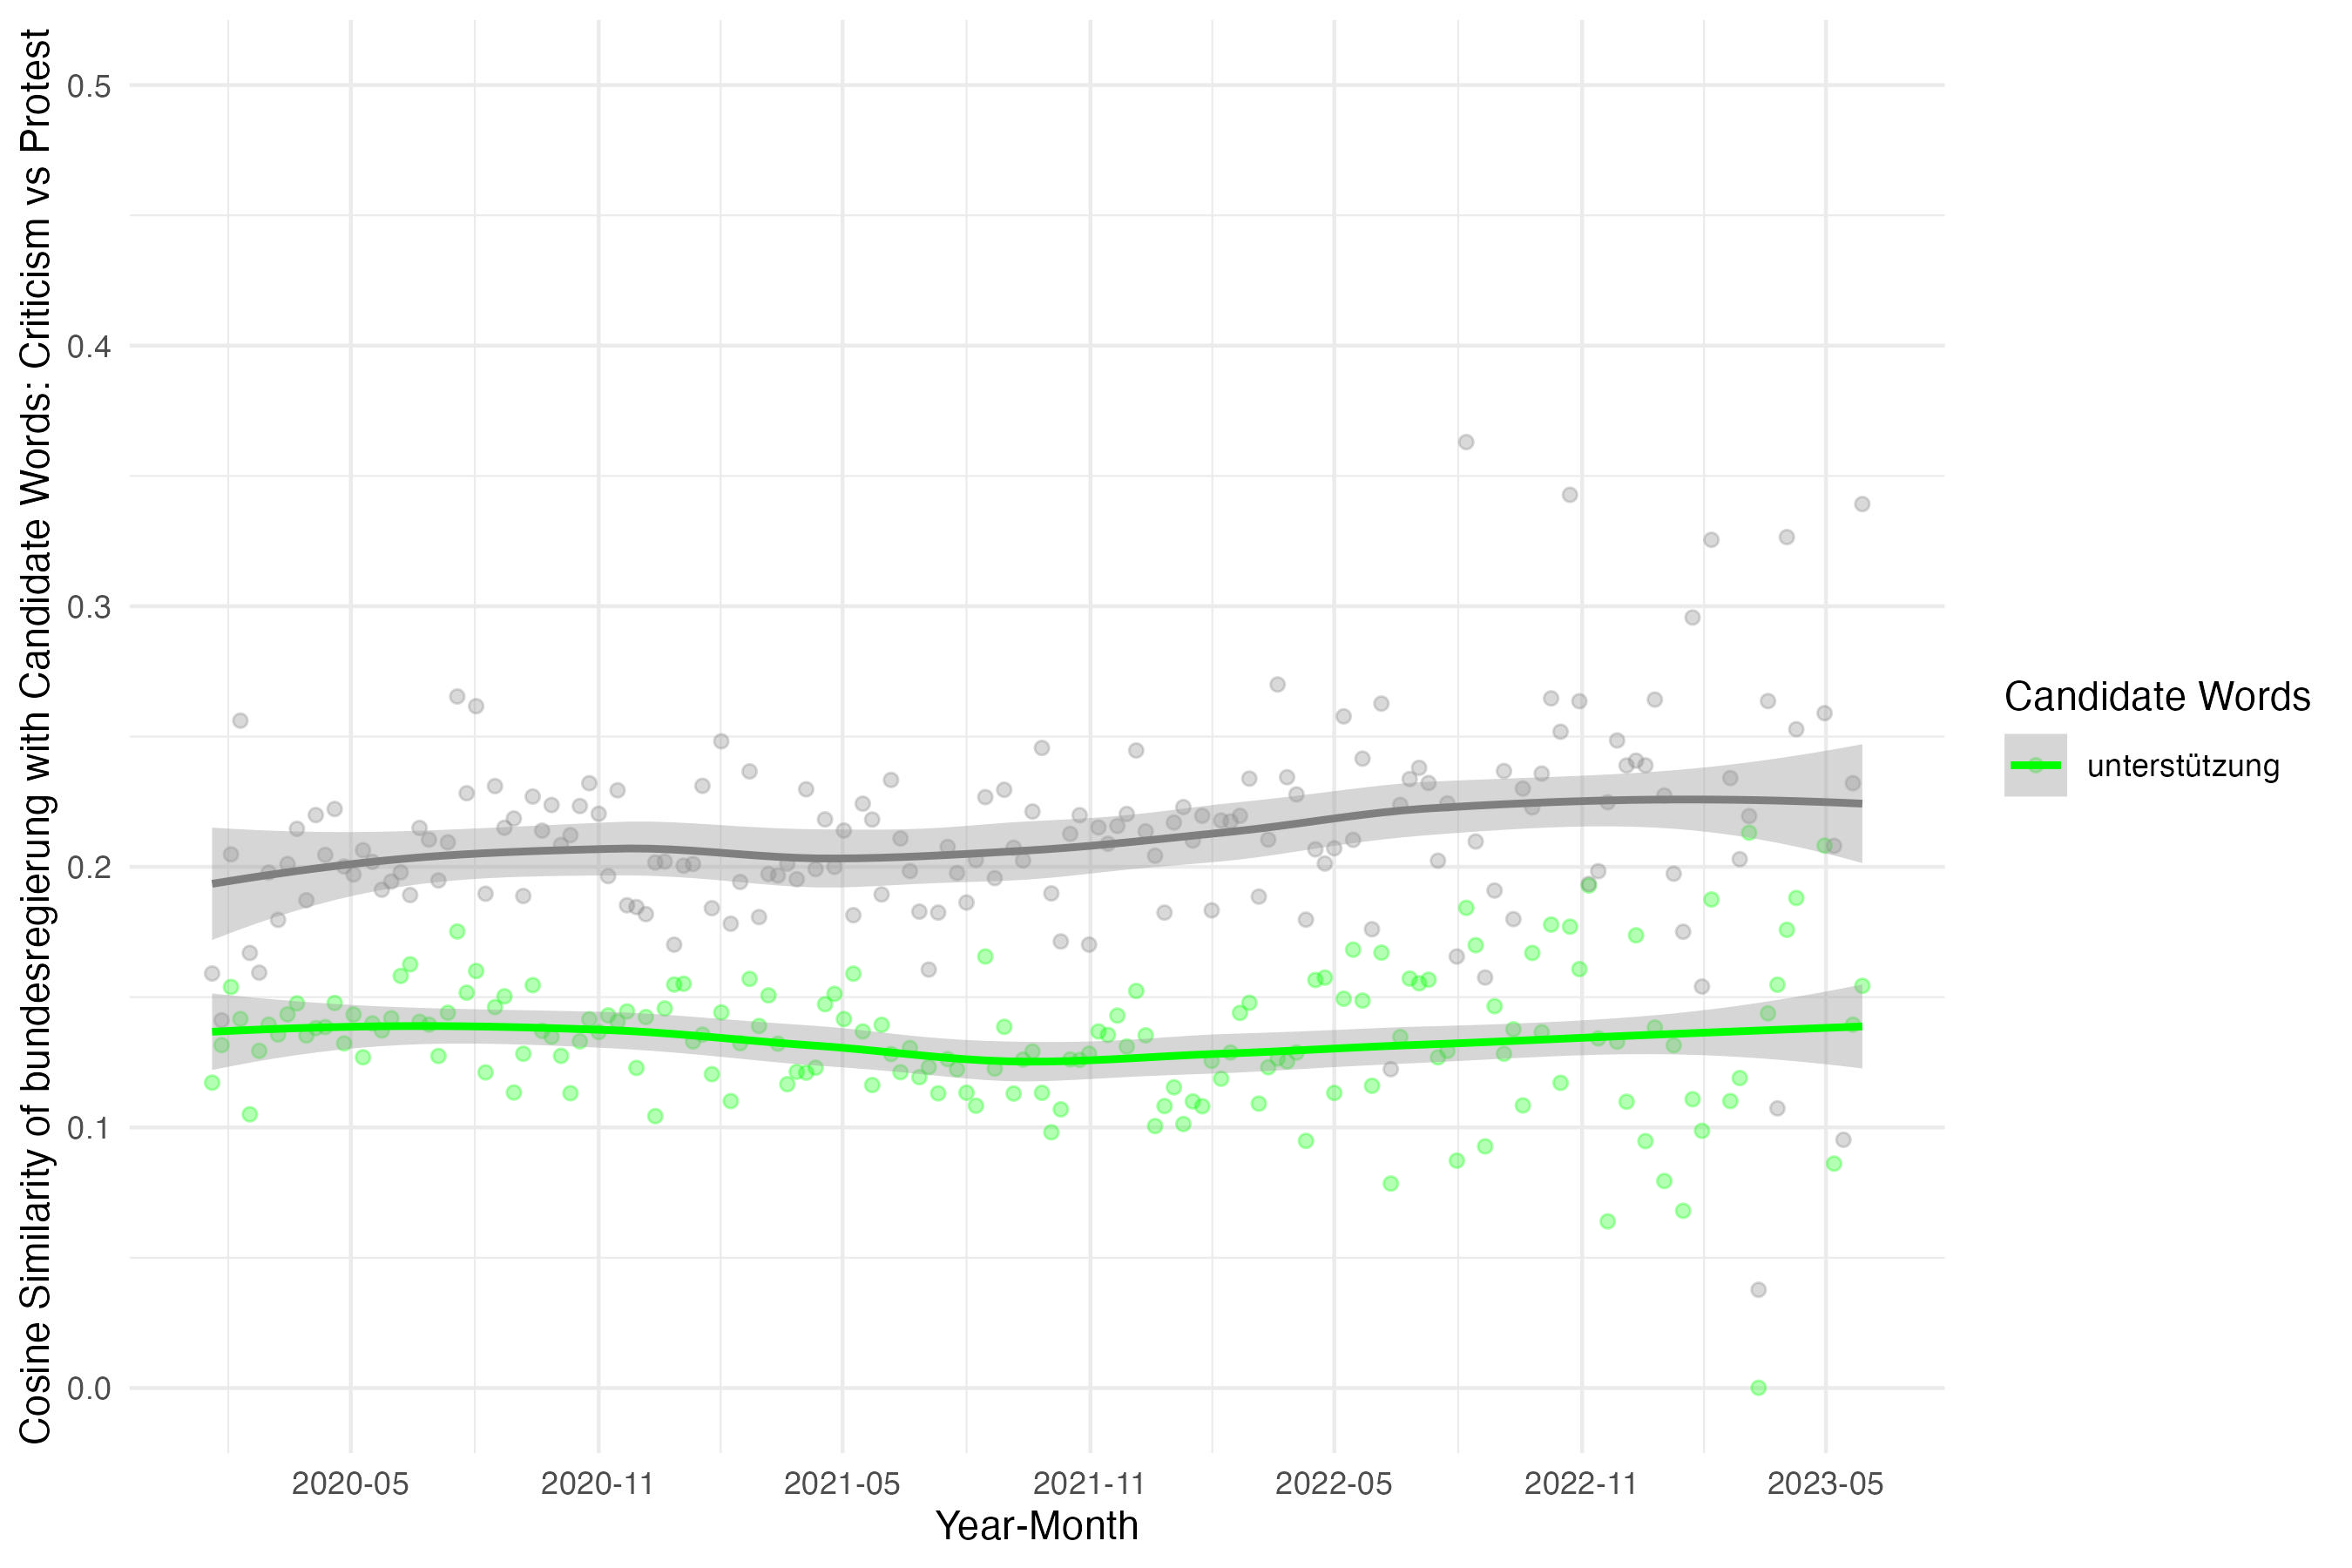 Cosine Similarity of bundesregierung with Candidate Words: Criticism vs Protest
0.5
0.4
0.3
0.2
0.1
0.0
2020-05 2020-11 2021-05 2021-11 2022-05 2022-11 2023-05
Year-Month
Candidate Words
unterstützung